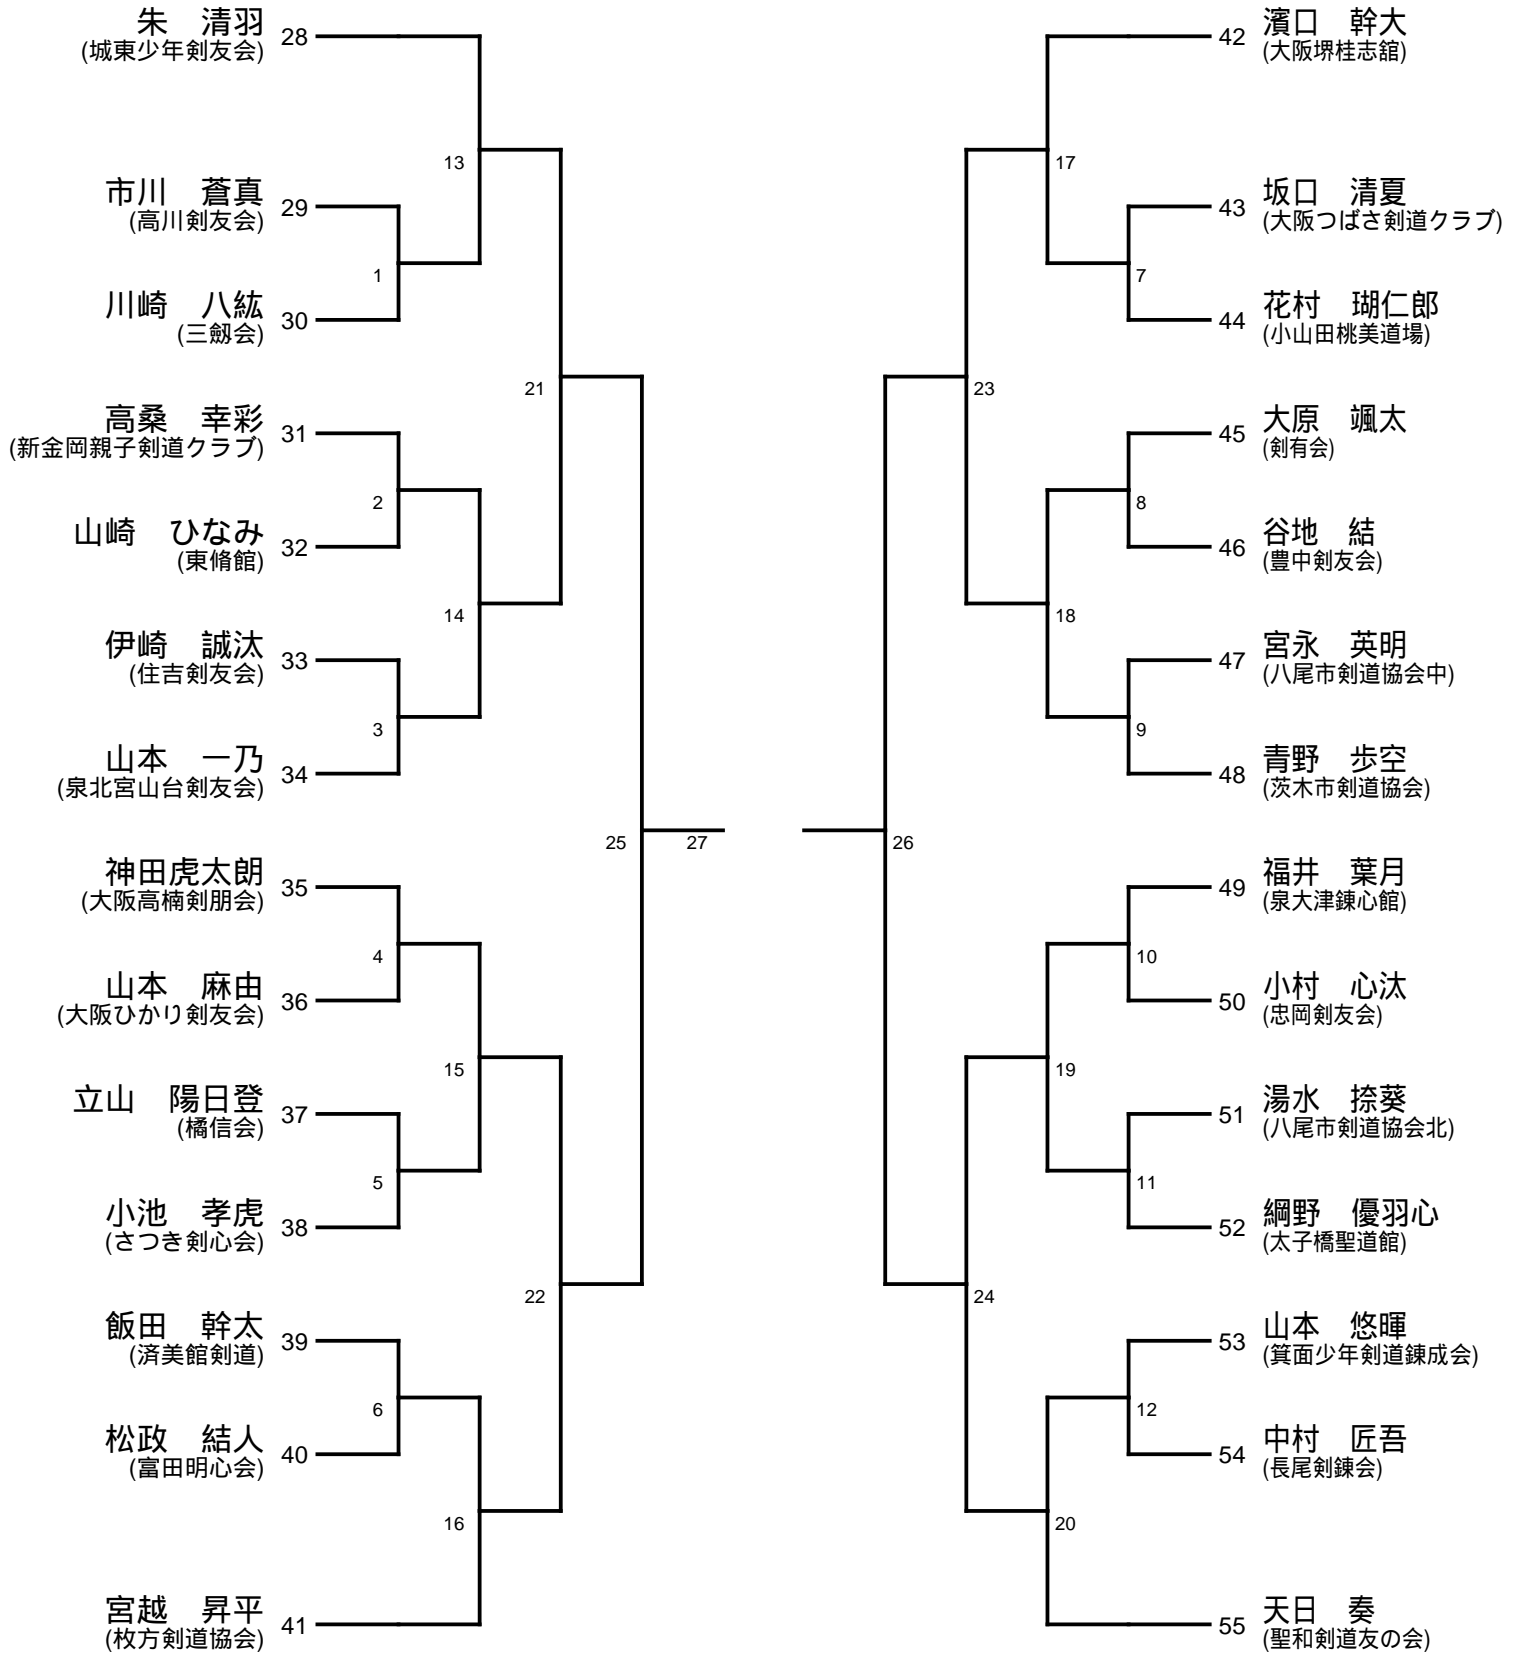 朱　清羽
(城東少年剣友会)
28
13
市川　蒼真
(高川剣友会)
29
1
川崎　八紘
(三劔会)
30
21
高桑　幸彩
(新金岡親子剣道クラブ)
31
2
山崎　ひなみ
(東脩館)
32
14
伊崎　誠汰
(住吉剣友会)
33
3
山本　一乃
(泉北宮山台剣友会)
34
25
27
神田虎太朗
(大阪高楠剣朋会)
35
4
山本　麻由
(大阪ひかり剣友会)
36
15
立山　陽日登
(橘信会)
37
5
小池　孝虎
(さつき剣心会)
38
22
飯田　幹太
(済美館剣道)
39
6
松政　結人
(富田明心会)
40
16
宮越　昇平
(枚方剣道協会)
41
42
濱口　幹大
(大阪堺桂志舘)
17
43
坂口　清夏
(大阪つばさ剣道クラブ)
7
44
花村　瑚仁郎
(小山田桃美道場)
23
45
大原　颯太
(剣有会)
8
46
谷地　結
(豊中剣友会)
18
47
宮永　英明
(八尾市剣道協会中)
9
48
青野　歩空
(茨木市剣道協会)
26
49
福井　葉月
(泉大津錬心館)
10
50
小村　心汰
(忠岡剣友会)
19
51
湯水　捺葵
(八尾市剣道協会北)
11
52
綱野　優羽心
(太子橋聖道館)
24
53
山本　悠暉
(箕面少年剣道錬成会)
12
54
中村　匠吾
(長尾剣錬会)
20
55
天日　奏
(聖和剣道友の会)